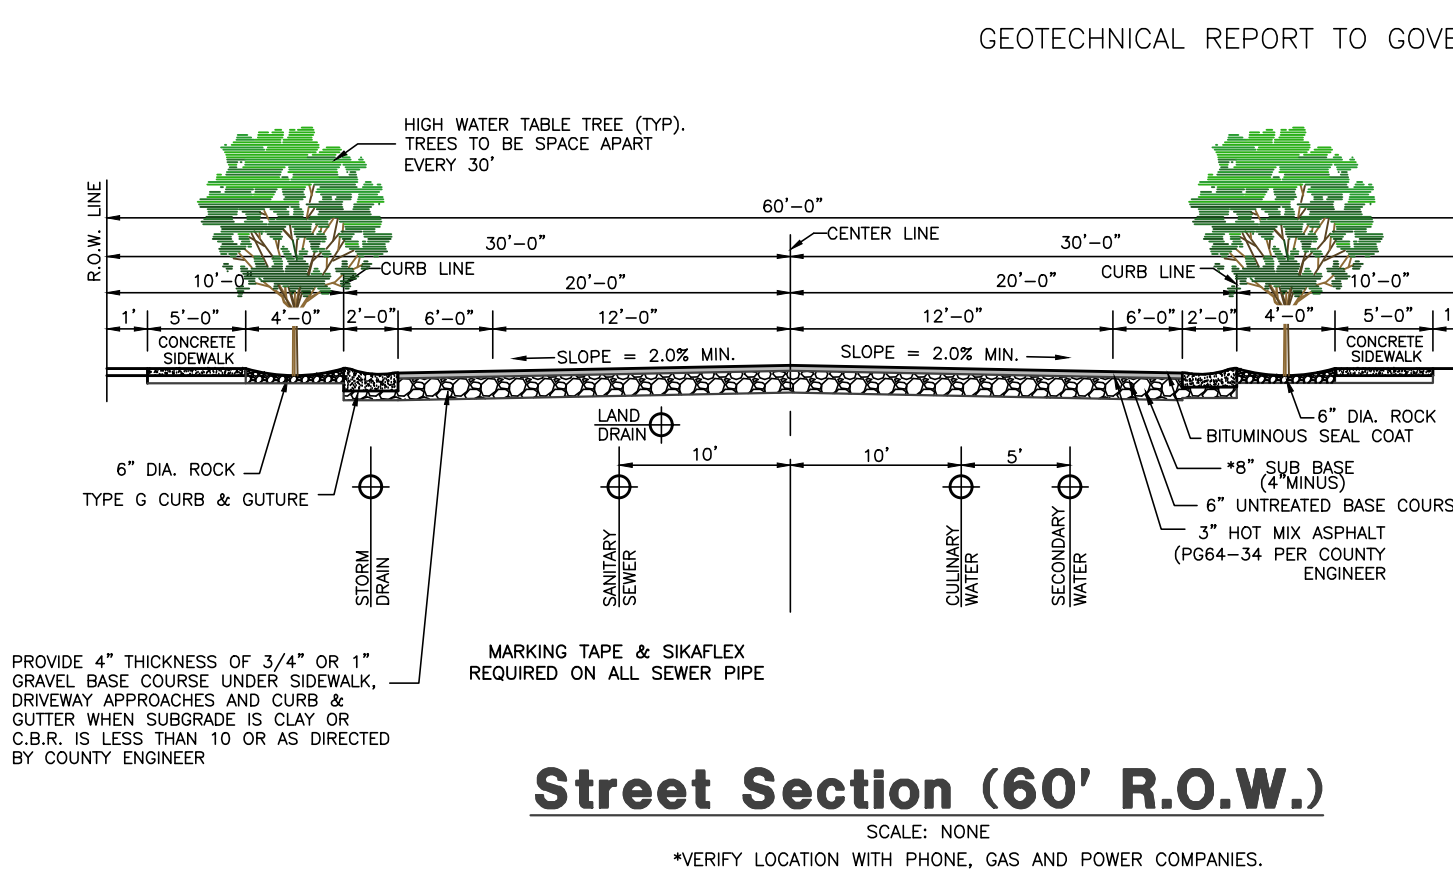 GEOTECHNICAL REPORT TO GOVE
HIGH WATER TABLE TREE (TYP).
TREES TO BE SPACE APART
EVERY 30'
R.O.W. LINE
60'-0"
CENTER LINE
30'-0"
30'-0"
CURB LINE
CURB LINE
10'-0"
20'-0"
20'-0"
10'-0"
1'
5'-0"
4'-0"
2'-0"
6'-0"
12'-0"
12'-0"
6'-0"
2'-0"
4'-0"
5'-0"
1
CONCRETE
SIDEWALK
SLOPE = 2.0% MIN.
SLOPE = 2.0% MIN.
CONCRETE
SIDEWALK
LAND
DRAIN
6" DIA. ROCK
BITUMINOUS SEAL COAT
10'
10'
5'
6" DIA. ROCK
TYPE G CURB & GUTURE
*8" SUB BASE
(4"MINUS)
6" UNTREATED BASE COURS
3" HOT MIX ASPHALT
(PG64-34 PER COUNTY
ENGINEER
STORM
DRAIN
SANITARY
SEWER
CULINARY
WATER
SECONDARY
WATER
PROVIDE 4" THICKNESS OF 3/4" OR 1"
GRAVEL BASE COURSE UNDER SIDEWALK,
DRIVEWAY APPROACHES AND CURB &
GUTTER WHEN SUBGRADE IS CLAY OR
C.B.R. IS LESS THAN 10 OR AS DIRECTED
BY COUNTY ENGINEER
MARKING TAPE & SIKAFLEX
REQUIRED ON ALL SEWER PIPE
Street Section (60' R.O.W.)
SCALE: NONE
*VERIFY LOCATION WITH PHONE, GAS AND POWER COMPANIES.